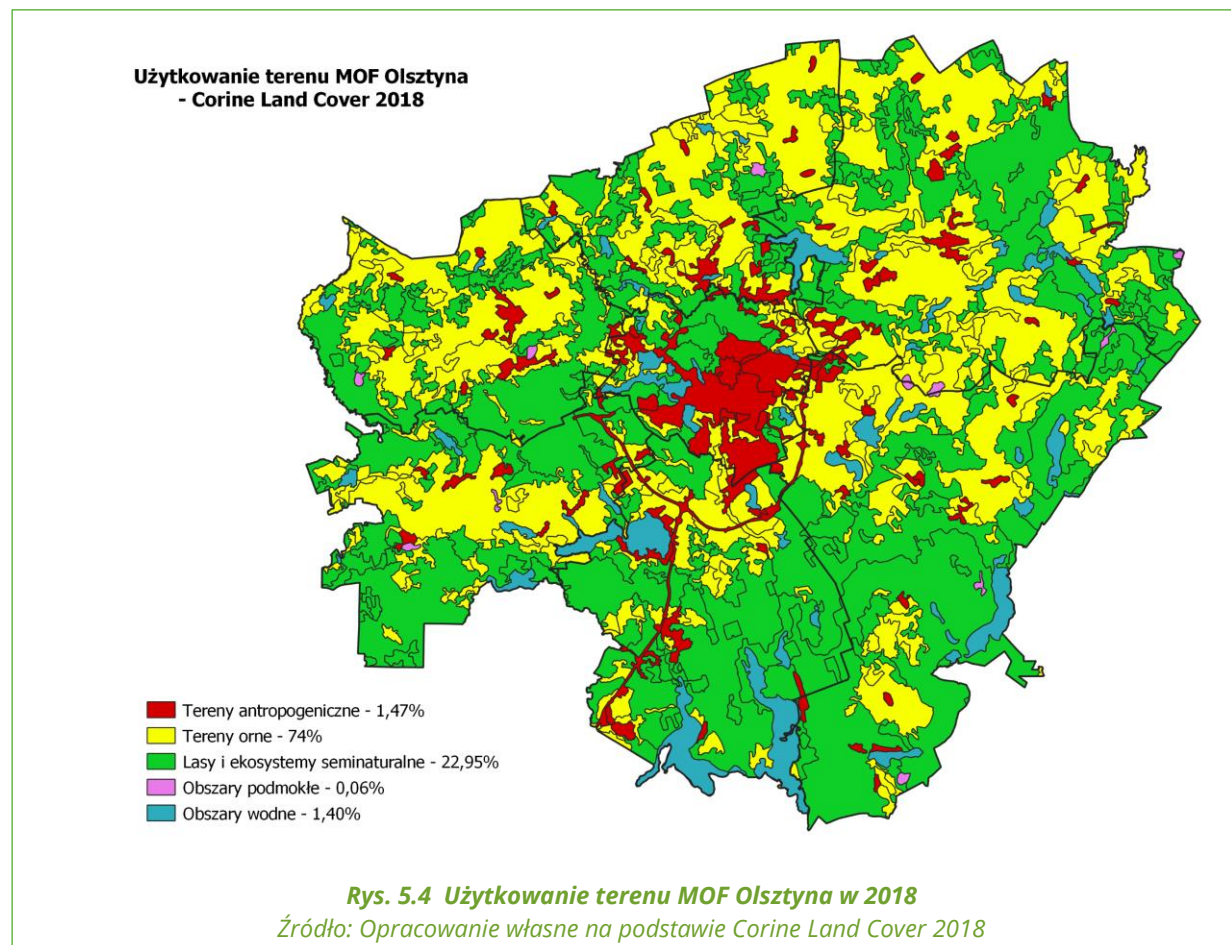 Użytkowanie terenu MOF Olsztyna
- Corine Land Cover 2018
Tereny antropogeniczne - 1,47%
Tereny orne - 74%
Lasy i ekosystemy seminaturalne - 22,95%
Obszary podmokłe - 0,06%
Obszary wodne - 1,40%
Rys. 5.4 Użytkowanie terenu MOF Olsztyna w 2018
Źródło: Opracowanie własne na podstawie Corine Land Cover 2018